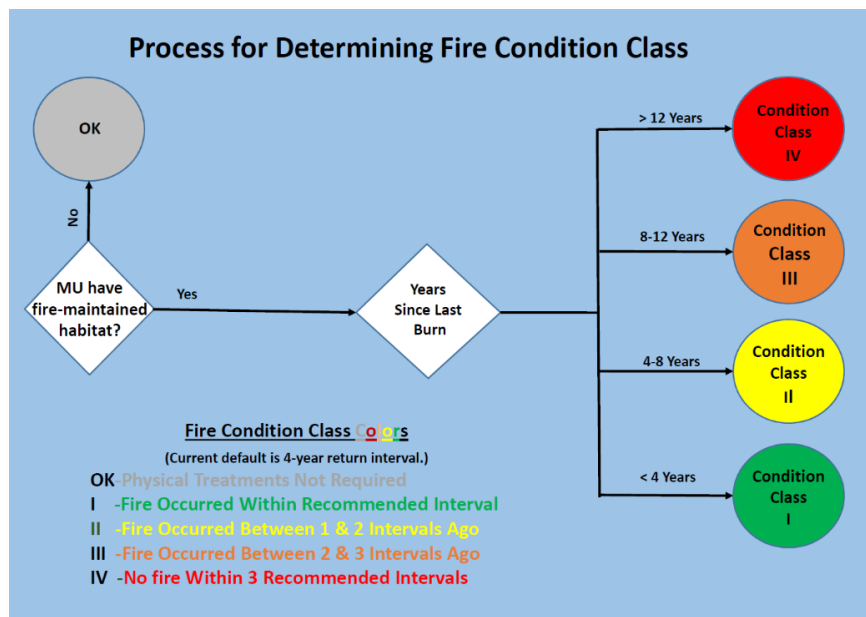 Process for Determining Fire Condition Class
OK
No
MU have
fire-maintained
habitat?
Yes
Years
Since Last
Burn
> 12 Years
Condition
Class
IV
8-12 Years
Condition
Class
III
4-8 Years
Condition
Class
Il
< 4 Years
Condition
Class
I
Fire Condition Class Colors
(Current default is 4-year return interval.)
OK-Physical Treatments Not Required
I -Fire Occurred Within Recommended Interval
II -Fire Occurred Between 1 & 2 Intervals Ago
III -Fire Occurred Between 2 & 3 Intervals Ago
IV -No fire Within 3 Recommended Intervals